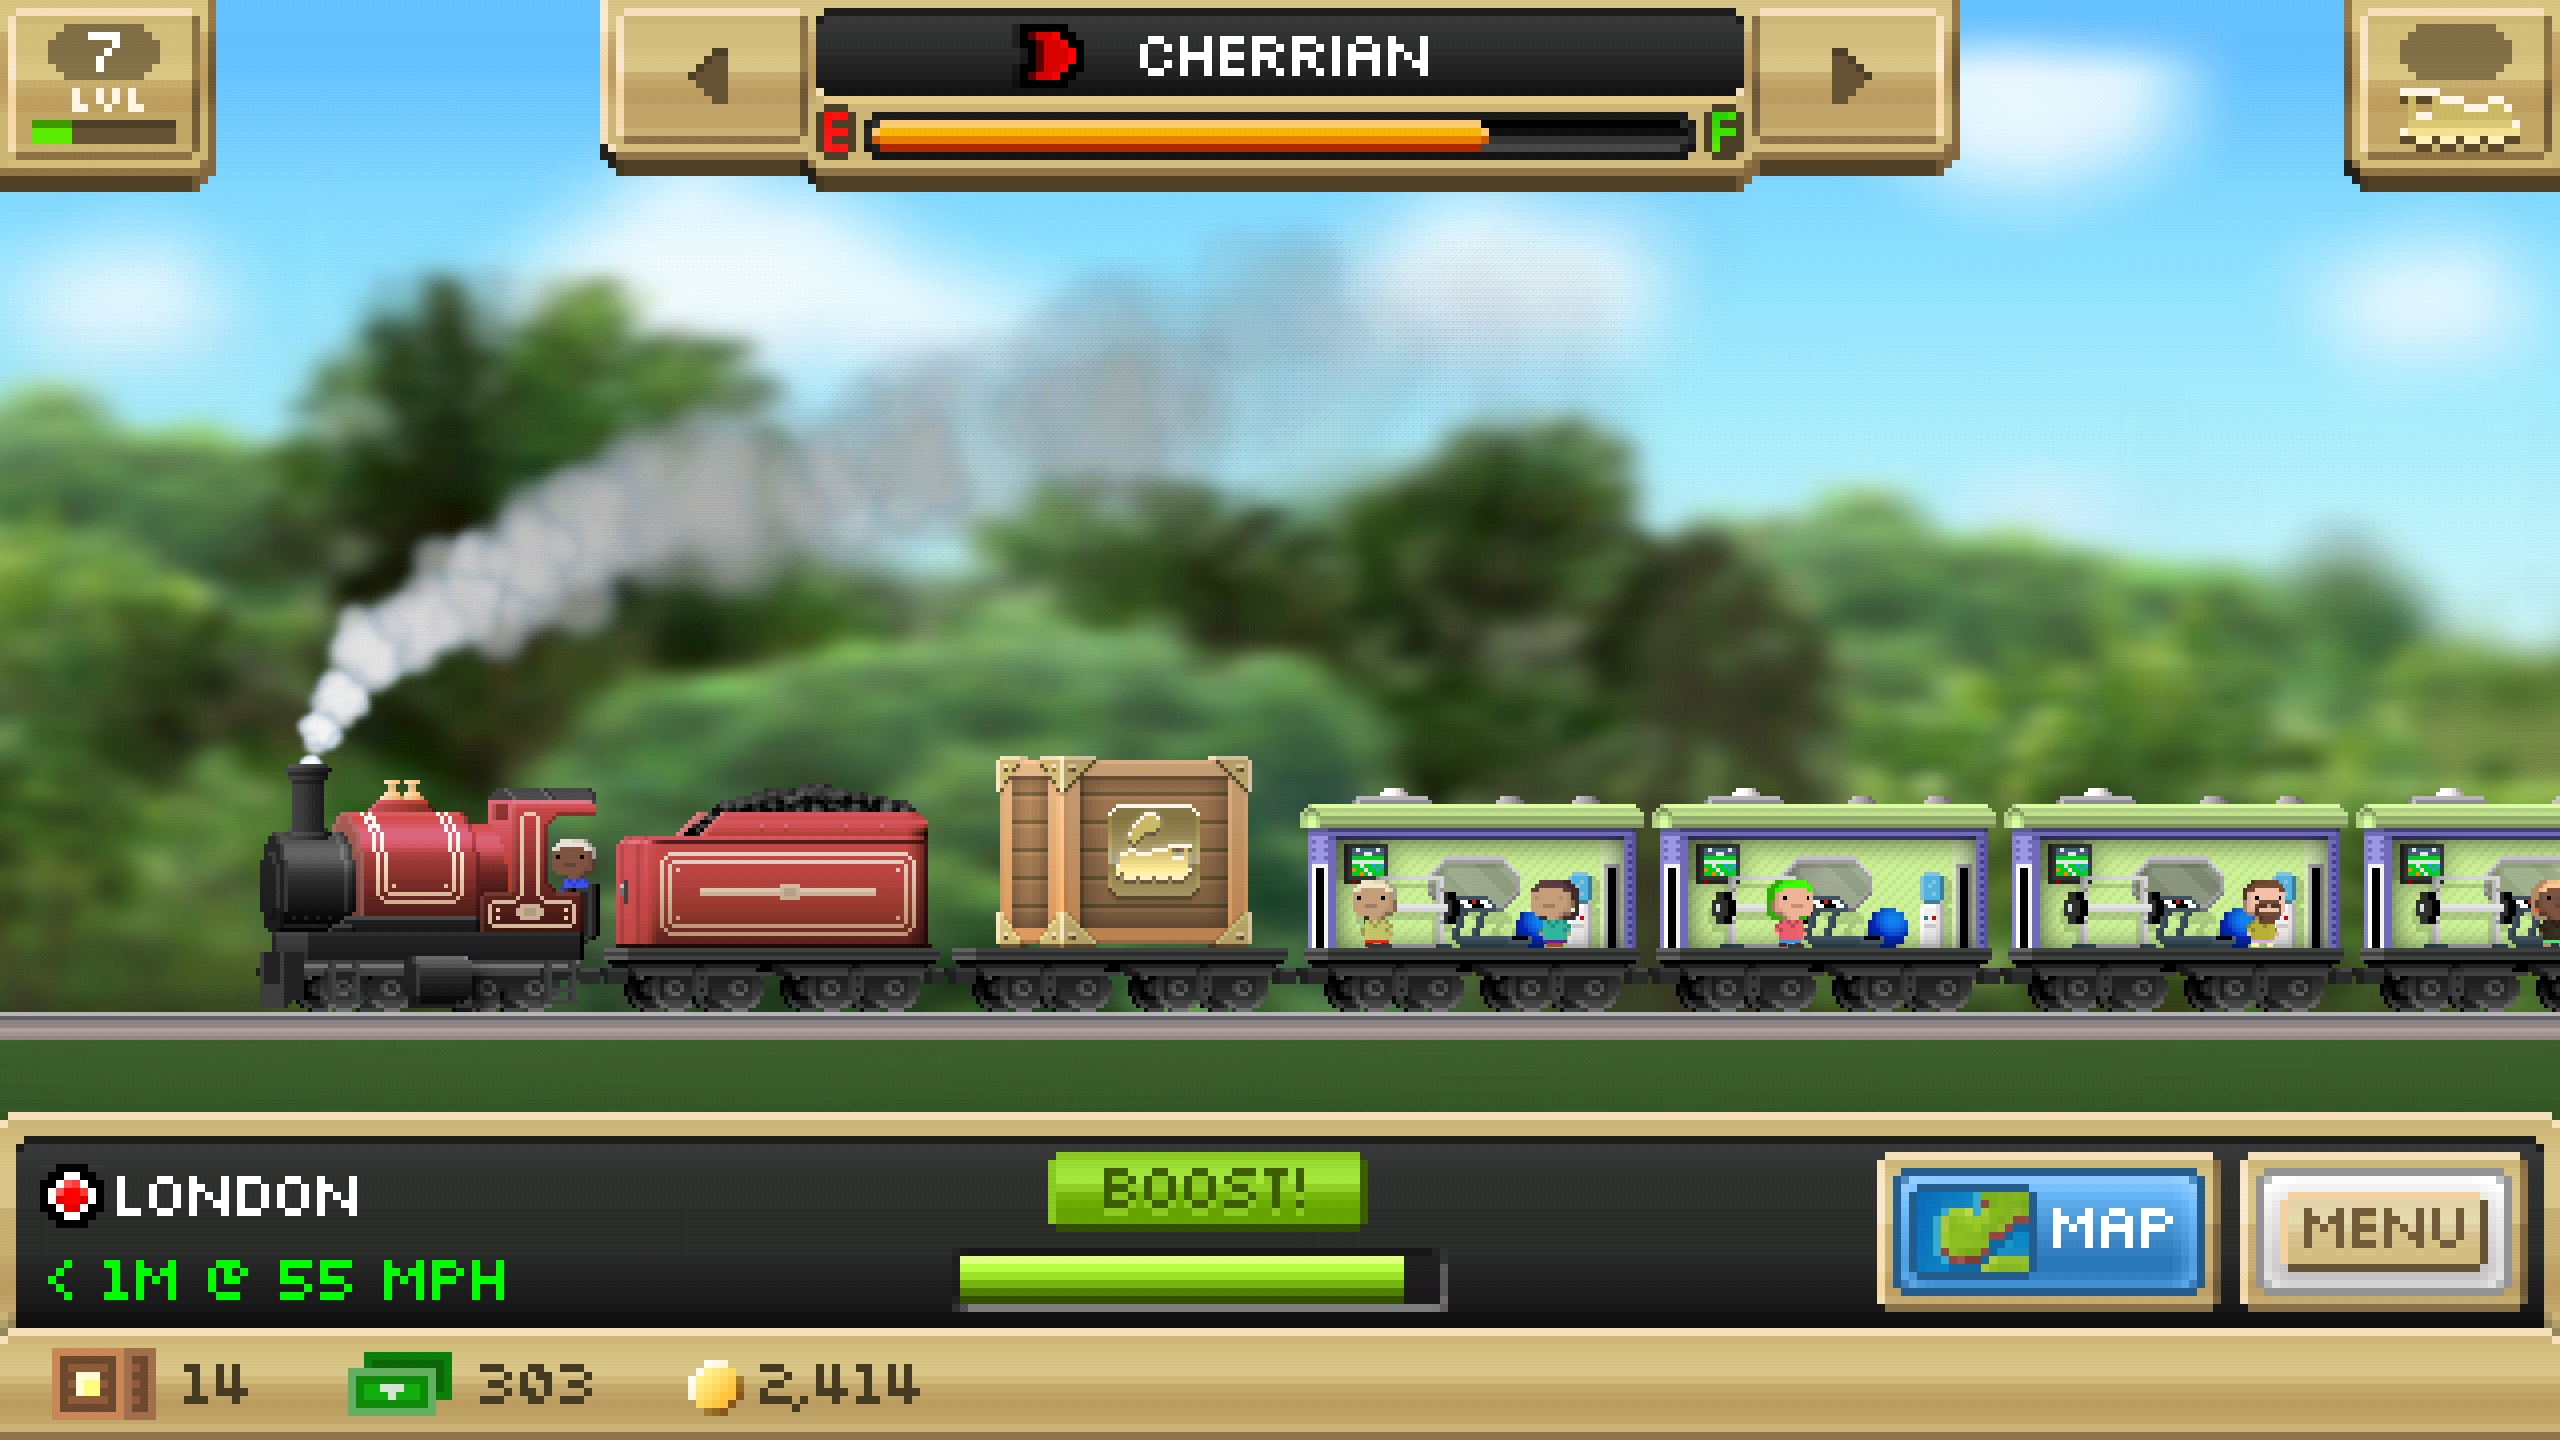 7
LVL
CHERRIAN
E F
LONDON
< 1M @ 55 MPH
BOOST!
MAP
MENU
14
303
2,414